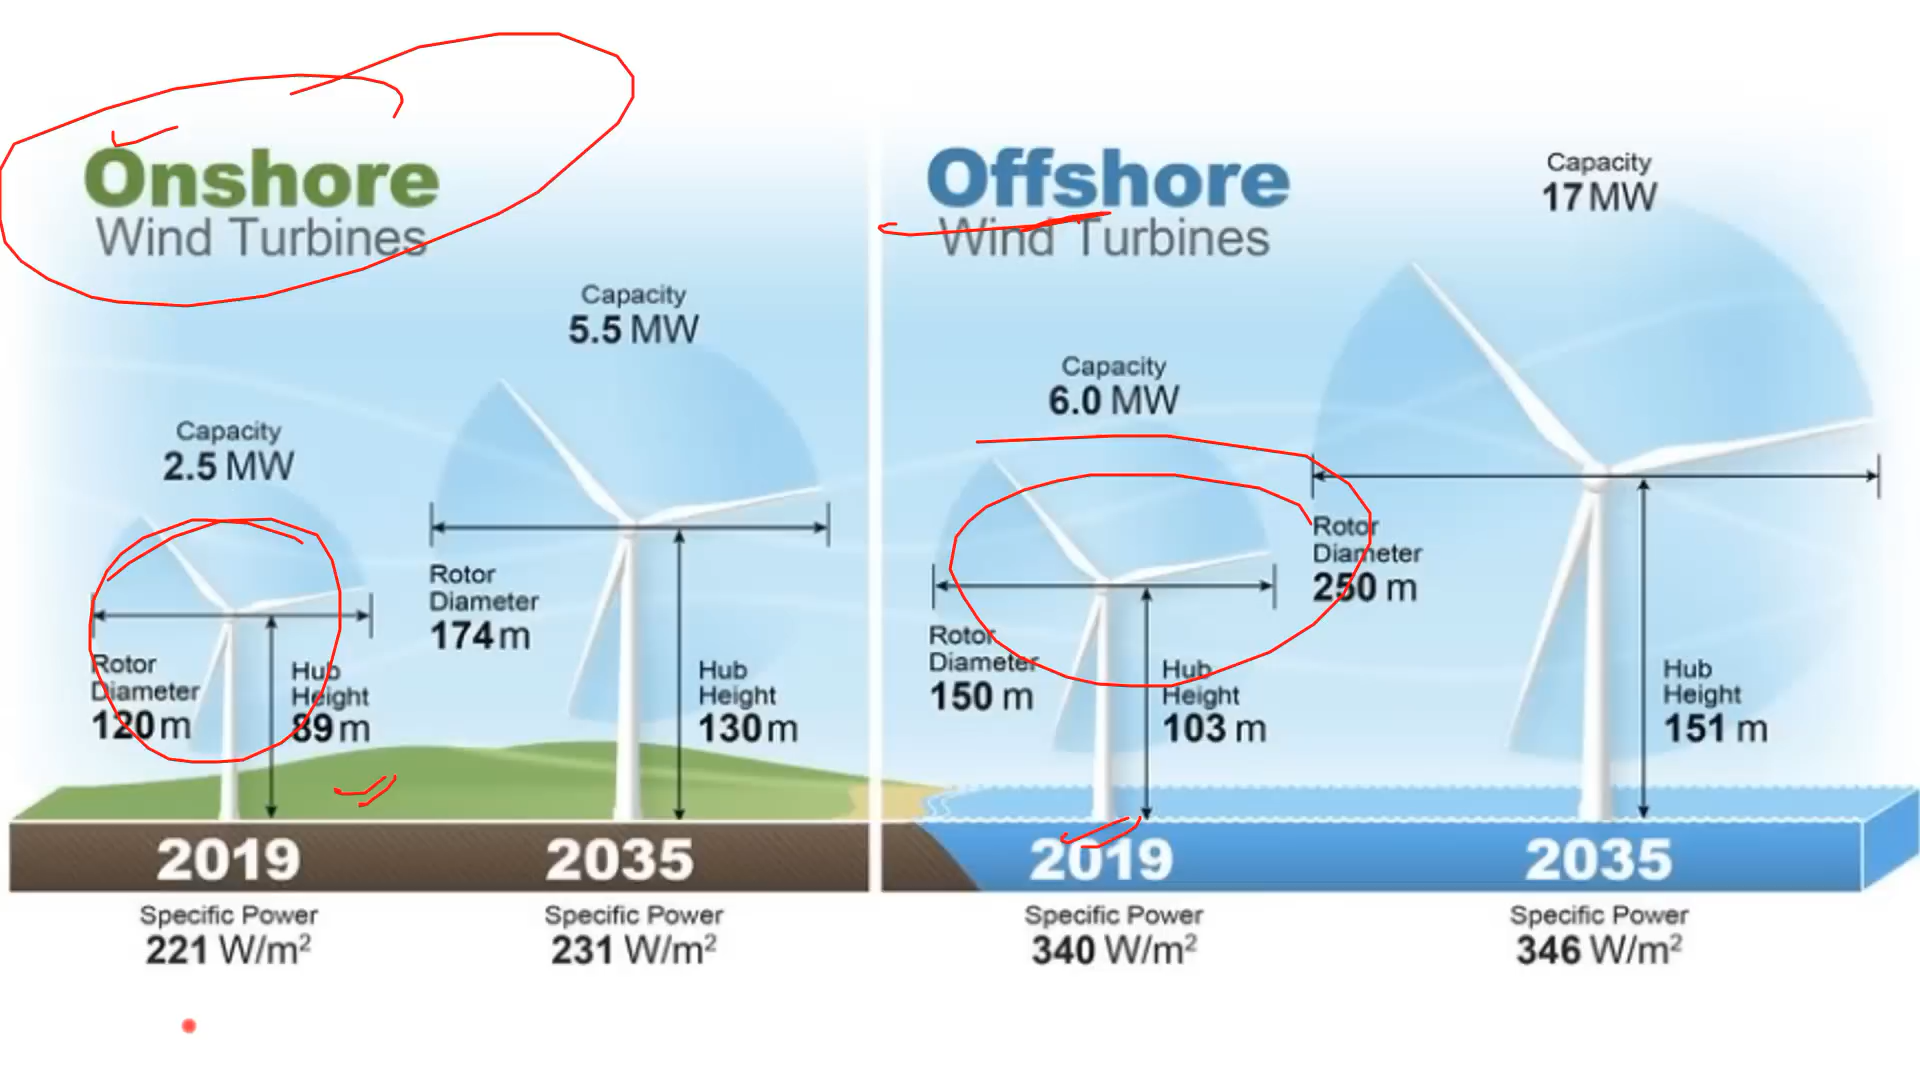 Onshore
Wind Turbines
Capacity
2.5 MW
Rotor
Diameter
120 m
Hub
Height
89 m
2019
Specific Power
221 W/m²
Capacity
5.5 MW
Rotor
Diameter
174 m
Hub
Height
130 m
2035
Specific Power
231 W/m²
Offshore
Wind Turbines
Capacity
6.0 MW
Rotor
Diameter
150 m
Hub
Height
103 m
2019
Specific Power
340 W/m²
Capacity
17 MW
Rotor
Diameter
250 m
Hub
Height
151 m
2035
Specific Power
346 W/m²